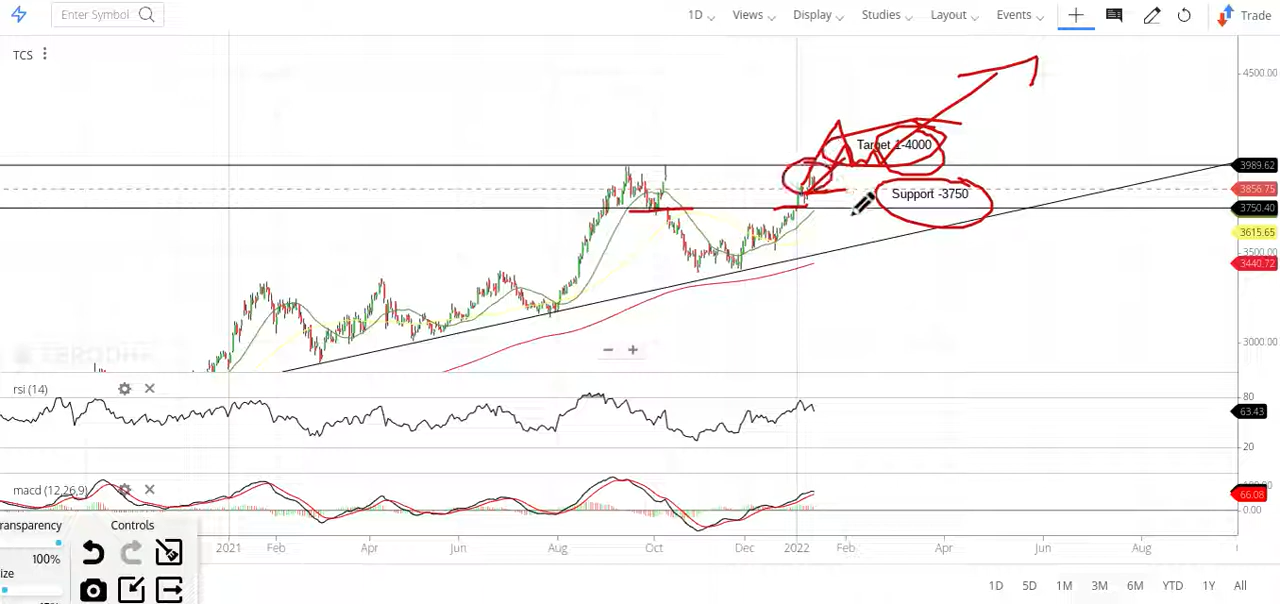 Enter Symbol
1D Views Display Studies Layout Events Trade
TCS
4500.00
Target 1-4000
3989.62
3856.75
Support -3750
3750.40
3615.65
3500.00
3440.72
3000.00
rsi (14)
80
63.43
20
macd (12,26,9)
66.08
0.00
ransparency
Controls
2021 Feb Apr Jun Aug Oct Dec 2022 Feb Apr Jun Aug
100%
ize
1D 5D 1M 3M 6M YTD 1Y All